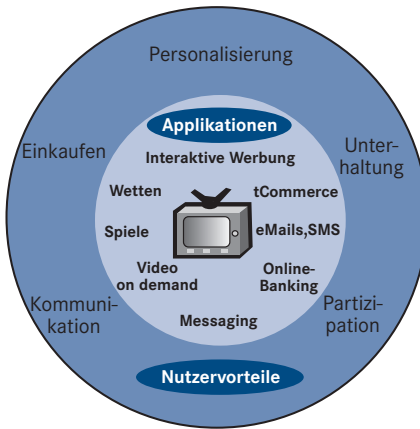 Personalisierung
Applikationen
Einkaufen
Unter-
haltung
Interaktive Werbung
Wetten
tCommerce
Spiele
eMails,SMS
Video
on demand
Online-
Banking
Kommuni-
kation
Partizi-
pation
Messaging
Nutzervorteile